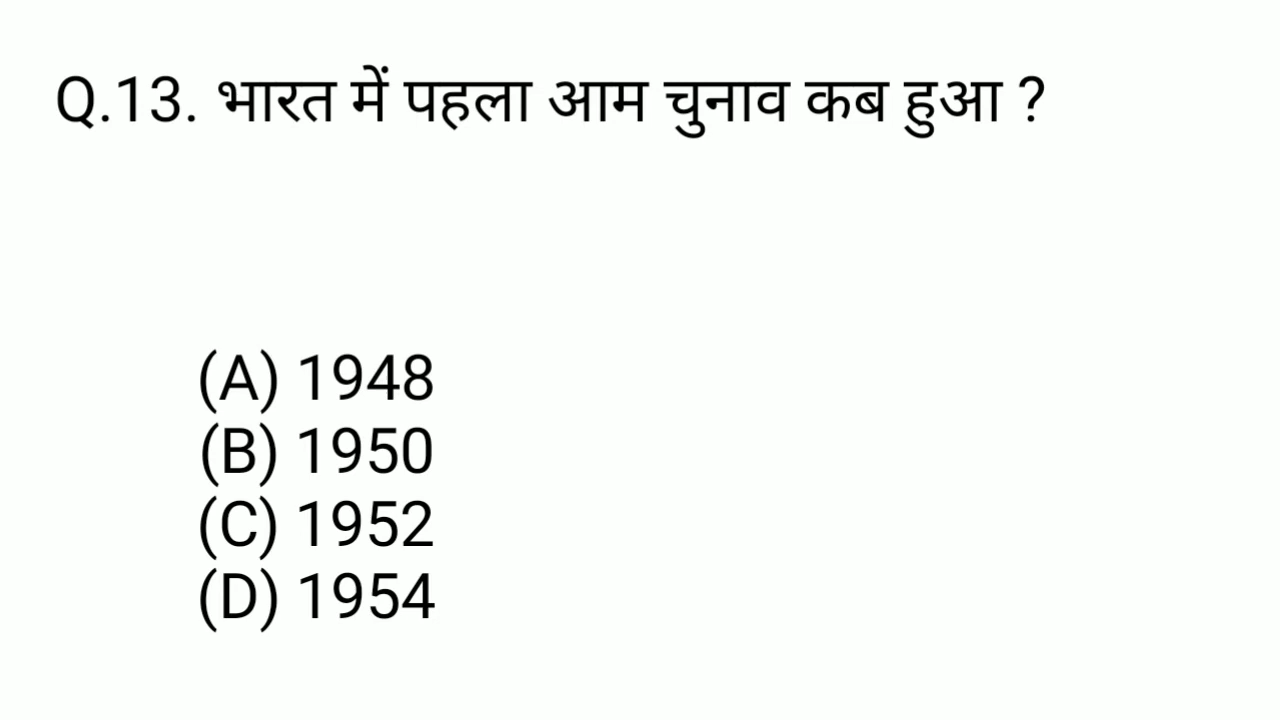 Q.13. भारत में पहला आम चुनाव कब हुआ ?
(A) 1948
(B) 1950
(C) 1952
(D) 1954